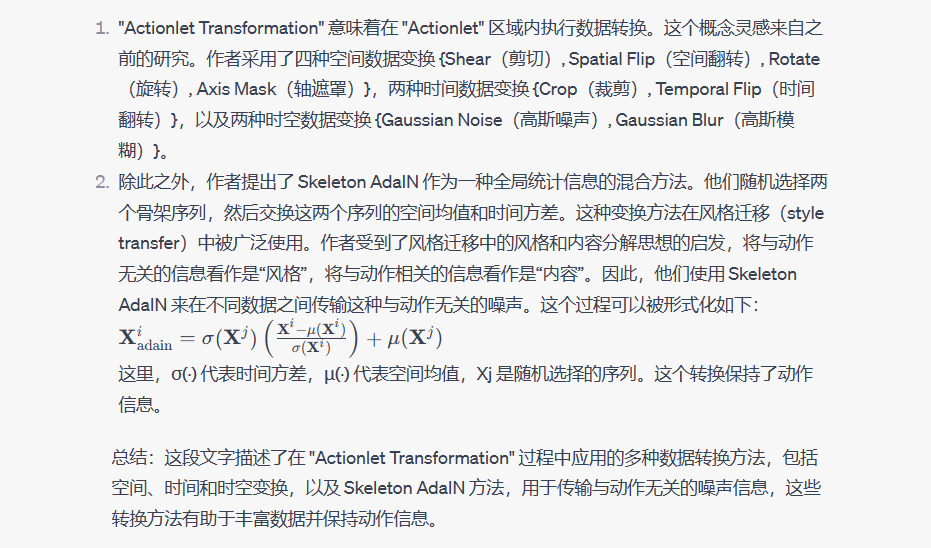 1. "Actionlet Transformation" 意味着在 "Actionlet" 区域内执行数据转换。这个概念灵感来自之
前的研究。作者采用了四种空间数据变换 {Shear（剪切）, Spatial Flip（空间翻转）, Rotate
（旋转）, Axis Mask（轴遮罩）}，两种时间数据变换 {Crop（裁剪）, Temporal Flip（时间
翻转）}，以及两种时空数据变换 {Gaussian Noise（高斯噪声）, Gaussian Blur（高斯模
糊）}。
2. 除此之外，作者提出了 Skeleton AdaIN 作为一种全局统计信息的混合方法。他们随机选择两
个骨架序列，然后交换这两个序列的空间均值和时间方差。这种变换方法在风格迁移（style
transfer）中被广泛使用。作者受到了风格迁移中的风格和内容分解思想的启发，将与动作
无关的信息看作是“风格”，将与动作相关的信息看作是“内容”。因此，他们使用 Skeleton
AdaIN 来在不同数据之间传输这种与动作无关的噪声。这个过程可以被形式化如下：
X^i_adain = σ(X^j) ( (X^i − μ(X^i)) / σ(X^i) ) + μ(X^j)
这里，σ(·) 代表时间方差，μ(·) 代表空间均值，Xj 是随机选择的序列。这个转换保持了动作
信息。
总结：这段文字描述了在 "Actionlet Transformation" 过程中应用的多种数据转换方法，包括
空间、时间和时空变换，以及 Skeleton AdaIN 方法，用于传输与动作无关的噪声信息，这些
转换方法有助于丰富数据并保持动作信息。